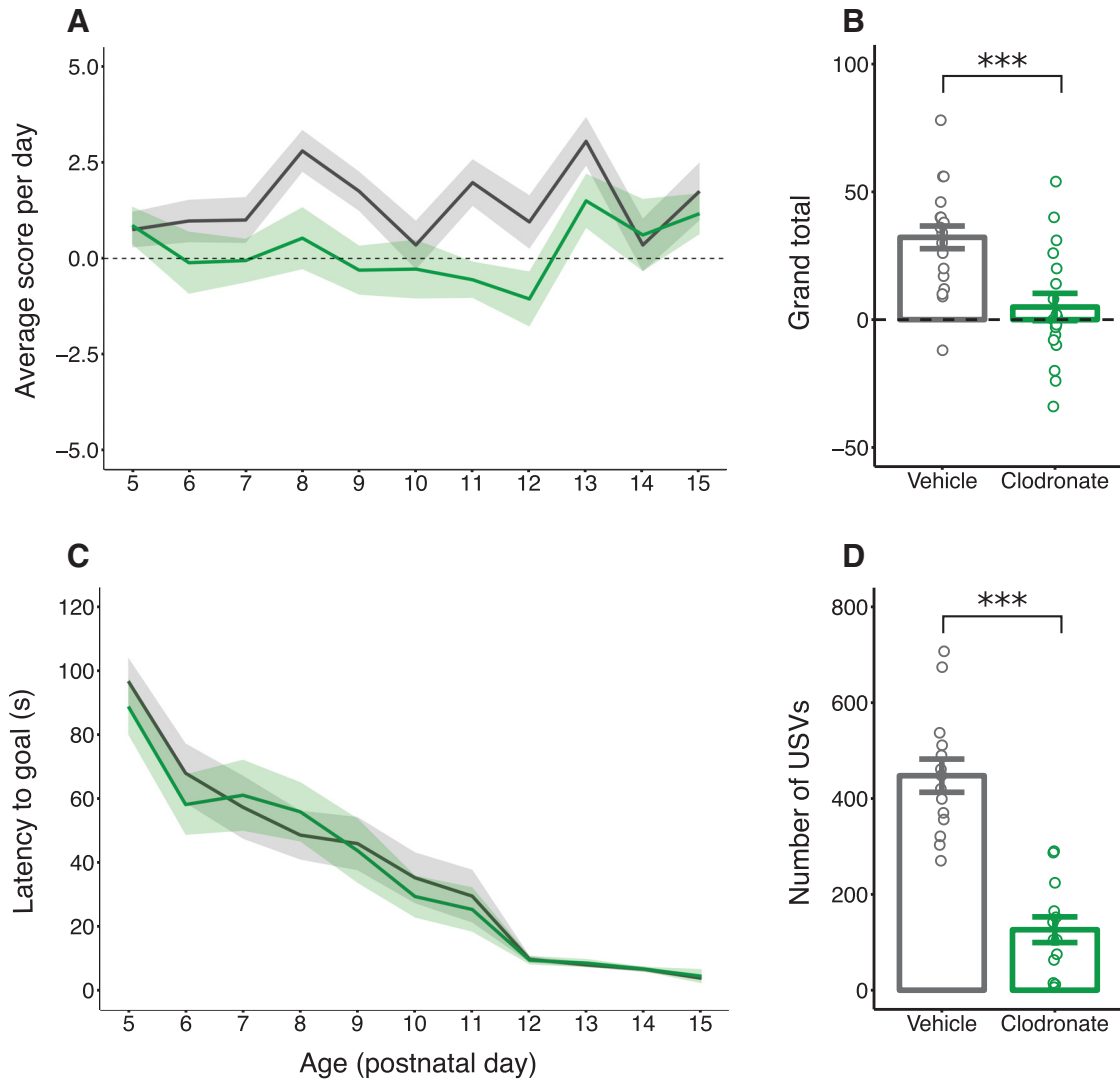 A
Average score per day
5.0
2.5
0.0
−2.5
−5.0
5 6 7 8 9 10 11 12 13 14 15
B
Grand total
100
50
0
−50
***
Vehicle Clodronate
C
Latency to goal (s)
120
100
80
60
40
20
0
5 6 7 8 9 10 11 12 13 14 15
Age (postnatal day)
D
Number of USVs
800
600
400
200
0
***
Vehicle Clodronate